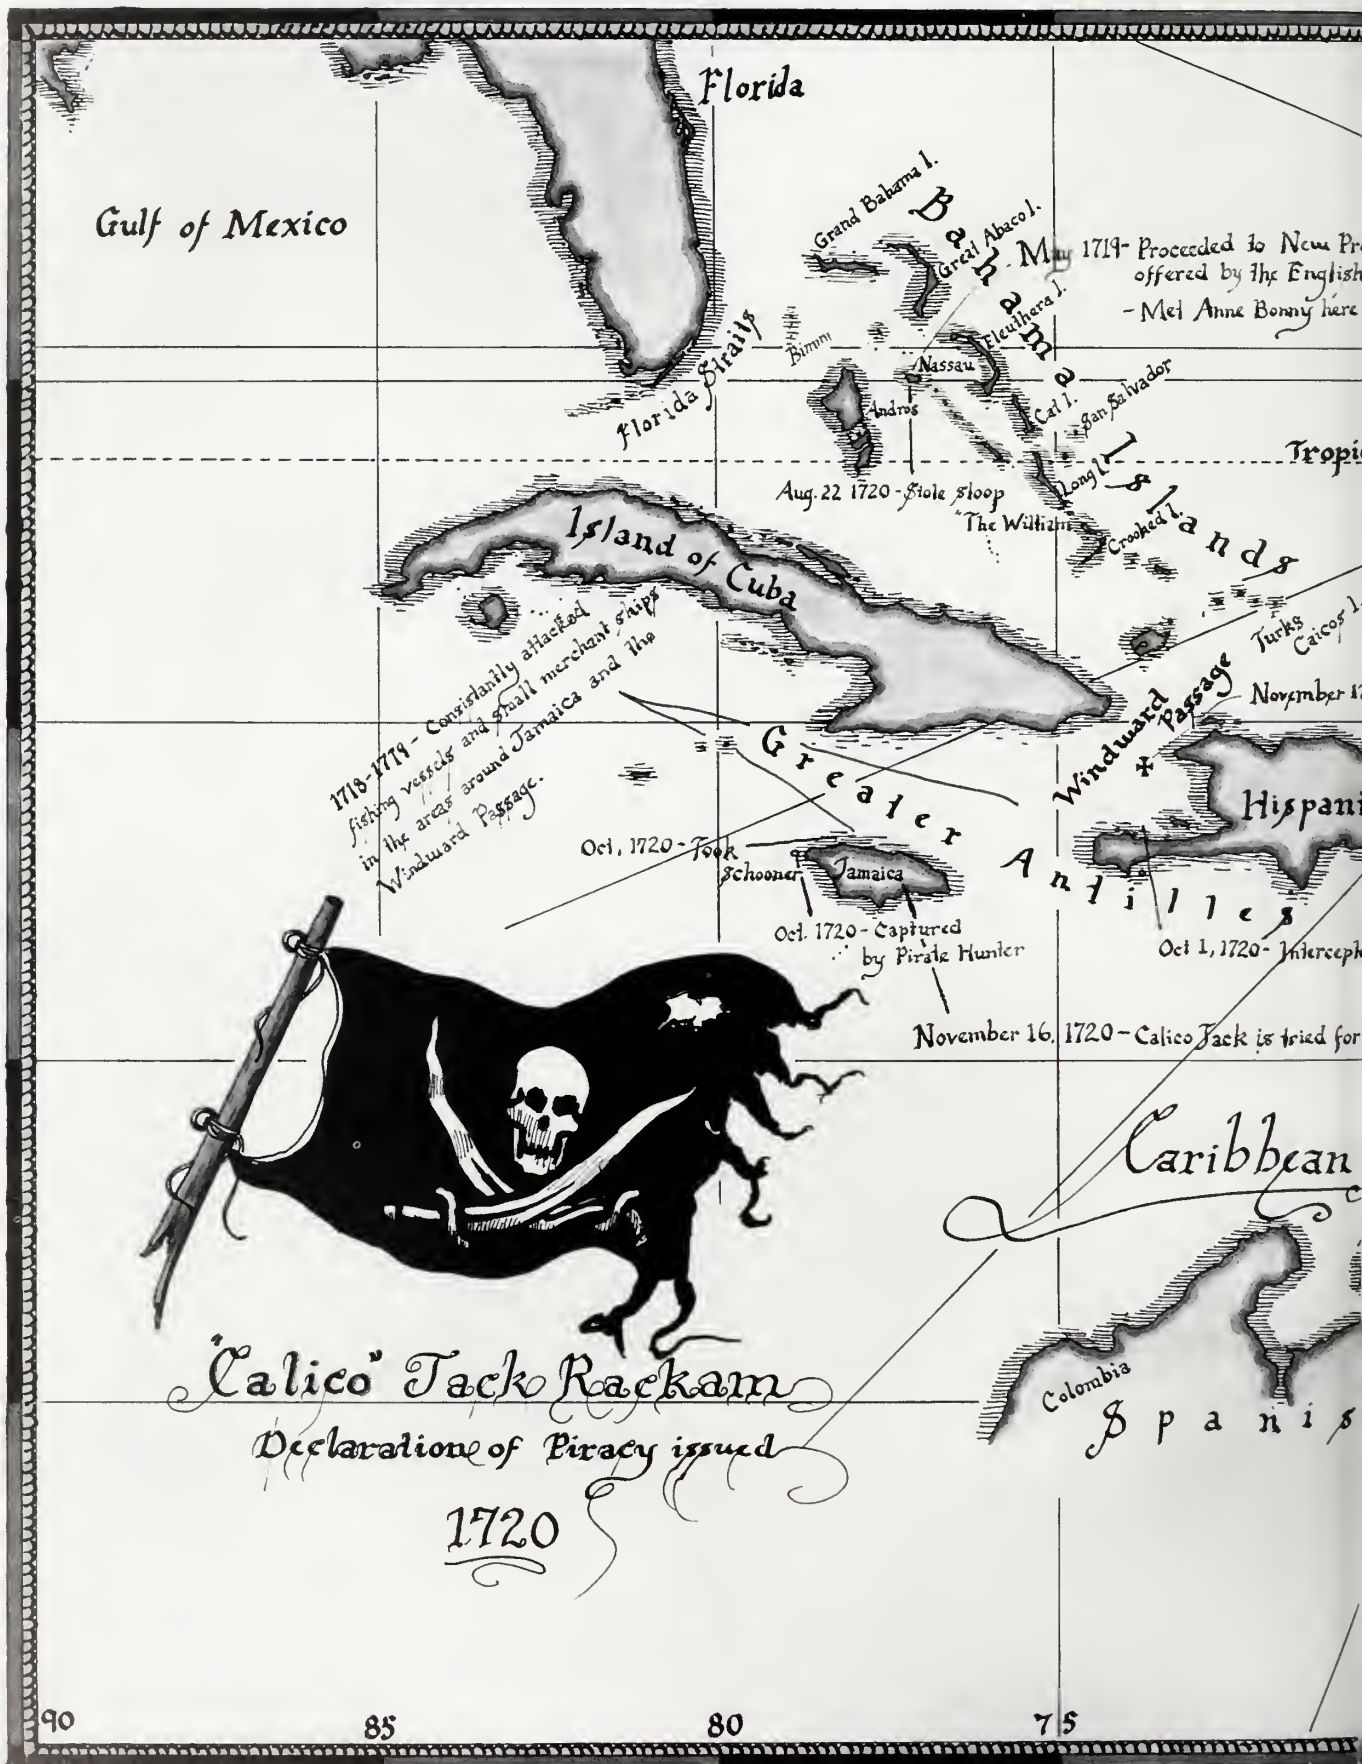 Florida
Gulf of Mexico
Grand Bahama I.
Great Abaco I.
Bahama Islands
May 1719- Proceeded to New Pr
offered by the English
- Met Anne Bonny here
Eleuthera I.
Florida Straits
Bimini
Nassau
Andros
Cat I.
San Salvador
Tropic
Long I.
Aug. 22 1720 - Stole sloop
"The William
Crooked I.
Island of Cuba
Turks
Caicos I.
Windward
Passage
November 17
1718-1719 - Consistantly attacked
fishing vessels and small merchant ships
in the areas around Jamaica and the
Windward Passage.
Greater Antilles
Hispani
Oct. 1720 - Took
schooner
Jamaica
Oct. 1720 - Captured
by Pirate Hunter
Oct 1, 1720 - Intercept
November 16, 1720 - Calico Jack is tried for
Caribbean
Colombia
Spanis
"Calico" Jack Rackam
Declaration of Piracy issued
1720
90
85
80
75